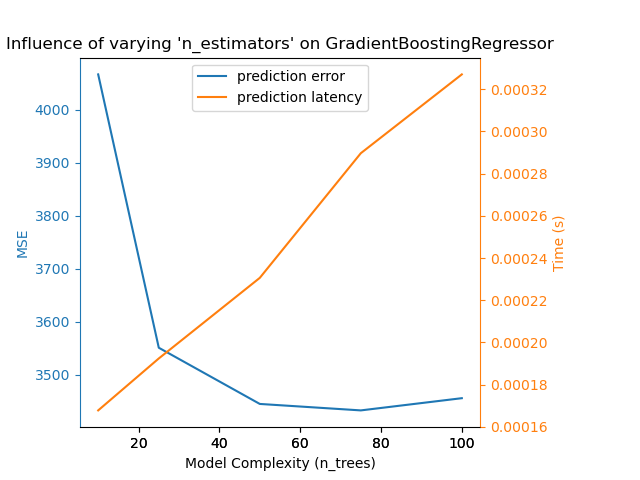 Influence of varying 'n_estimators' on GradientBoostingRegressor
prediction error
prediction latency
MSE
4000
3900
3800
3700
3600
3500
0.00032
0.00030
0.00028
0.00026
0.00024
0.00022
0.00020
0.00018
0.00016
Time (s)
20 40 60 80 100
Model Complexity (n_trees)